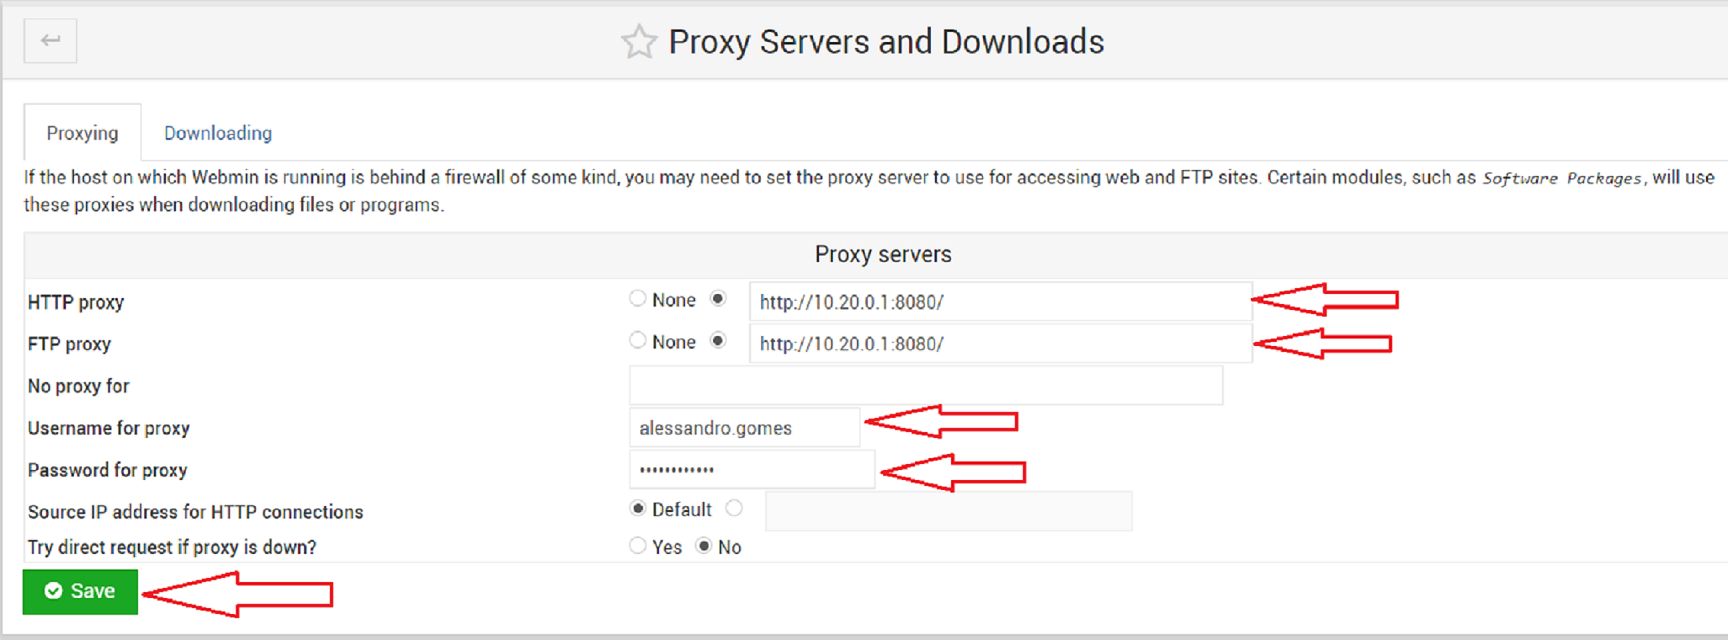 Proxy Servers and Downloads
Proxying Downloading
If the host on which Webmin is running is behind a firewall of some kind, you may need to set the proxy server to use for accessing web and FTP sites. Certain modules, such as Software Packages, will use
these proxies when downloading files or programs.
Proxy servers
HTTP proxy None http://10.20.0.1:8080/
FTP proxy None http://10.20.0.1:8080/
No proxy for
Username for proxy alessandro.gomes
Password for proxy ••••••••••••
Source IP address for HTTP connections Default
Try direct request if proxy is down? Yes No
Save